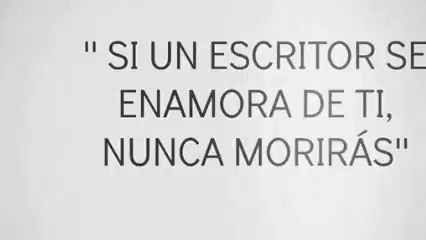 " SI UN ESCRITOR SE
ENAMORA DE TI,
NUNCA MORIRÁS"